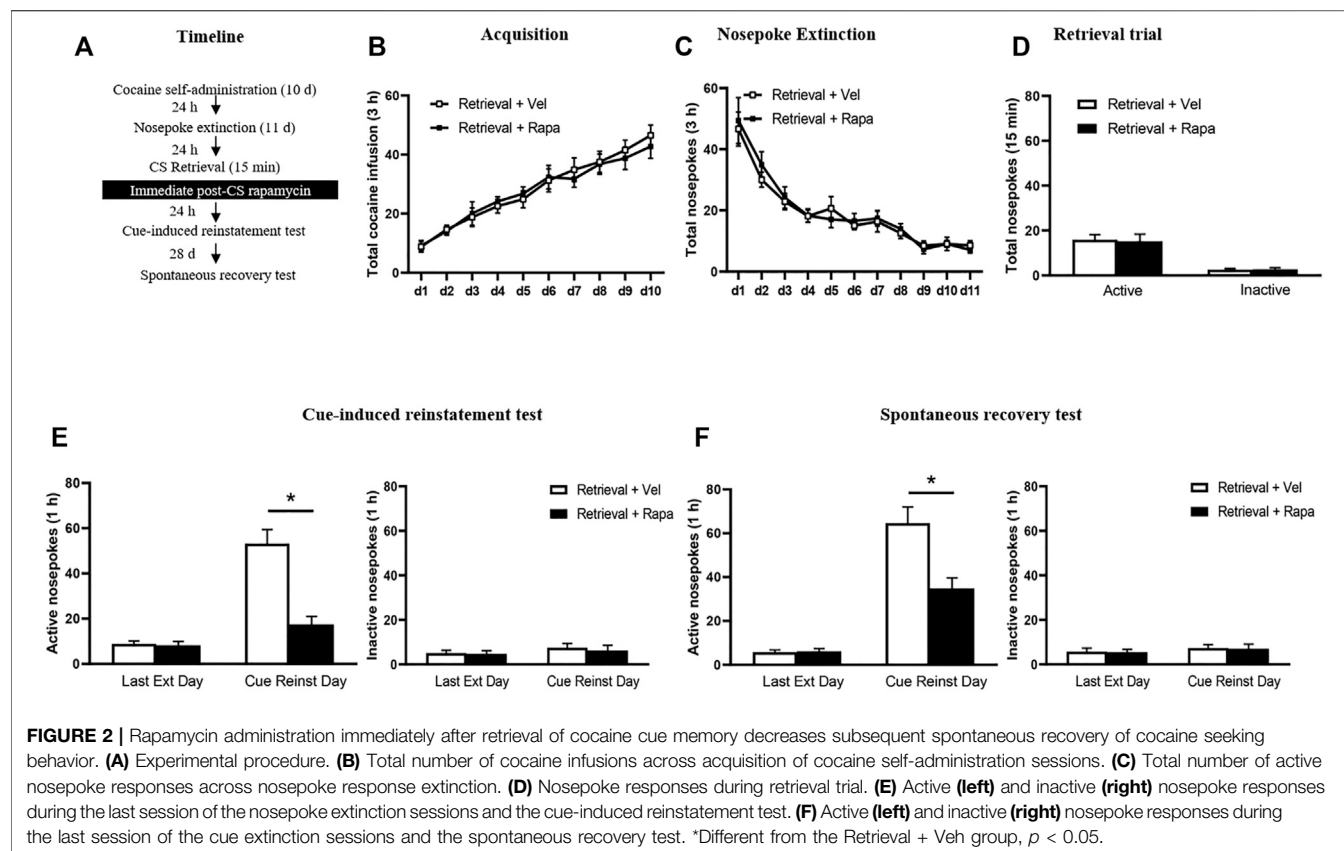 A Timeline
Cocaine self-administration (10 d)
24 h
Nosepoke extinction (11 d)
24 h
CS Retrieval (15 min)
Immediate post-CS rapamycin
24 h
Cue-induced reinstatement test
28 d
Spontaneous recovery test
B Acquisition
Total cocaine infusion (3 h)
60
40
20
0
Retrieval + Vel
Retrieval + Rapa
d1 d2 d3 d4 d5 d6 d7 d8 d9 d10
C Nosepoke Extinction
Total nosepokes (3 h)
60
40
20
0
Retrieval + Vel
Retrieval + Rapa
d1 d2 d3 d4 d5 d6 d7 d8 d9 d10 d11
D Retrieval trial
Total nosepokes (15 min)
80
60
40
20
0
Retrieval + Vel
Retrieval + Rapa
Active Inactive
Cue-induced reinstatement test
E
Active nosepokes (1 h)
80
60
40
20
0
*
Last Ext Day Cue Reinst Day
Inactive nosepokes (1 h)
80
60
40
20
0
Retrieval + Vel
Retrieval + Rapa
Last Ext Day Cue Reinst Day
Spontaneous recovery test
F
Active nosepokes (1 h)
80
60
40
20
0
*
Last Ext Day Cue Reinst Day
Inactive nosepokes (1 h)
80
60
40
20
0
Retrieval + Vel
Retrieval + Rapa
Last Ext Day Cue Reinst Day
FIGURE 2 | Rapamycin administration immediately after retrieval of cocaine cue memory decreases subsequent spontaneous recovery of cocaine seeking
behavior. (A) Experimental procedure. (B) Total number of cocaine infusions across acquisition of cocaine self-administration sessions. (C) Total number of active
nosepoke responses across nosepoke response extinction. (D) Nosepoke responses during retrieval trial. (E) Active (left) and inactive (right) nosepoke responses
during the last session of the nosepoke extinction sessions and the cue-induced reinstatement test. (F) Active (left) and inactive (right) nosepoke responses during
the last session of the cue extinction sessions and the spontaneous recovery test. *Different from the Retrieval + Veh group, p < 0.05.